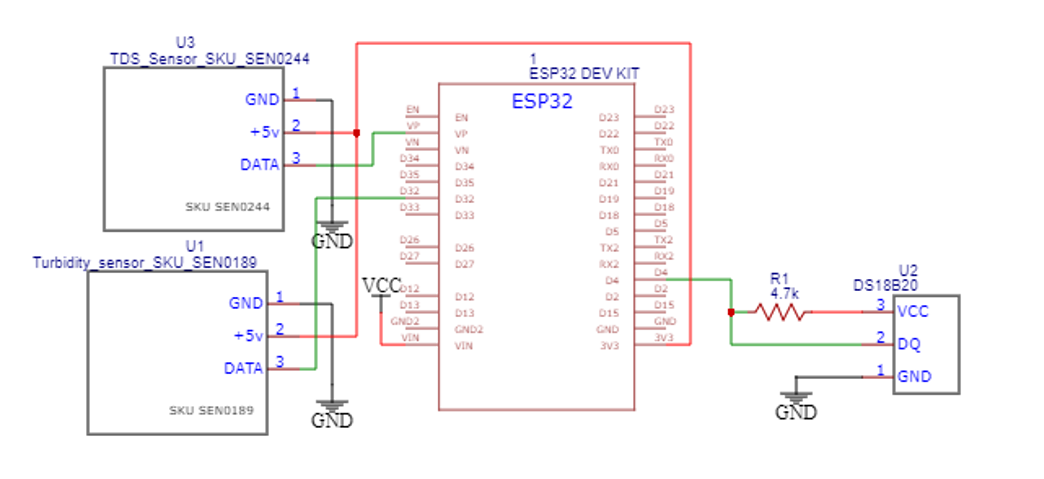 U3
TDS_Sensor_SKU_SEN0244
GND 1
+5v 2
DATA 3
SKU SEN0244
GND
U1
Turbidity_sensor_SKU_SEN0189
GND 1
+5v 2
DATA 3
SKU SEN0189
GND
VCC
1
ESP32 DEV KIT
ESP32
EN EN D23 D23
VP VP D22 D22
VN VN TX0 TX0
D34 D34 RX0 RX0
D35 D35 D21 D21
D32 D32 D19 D19
D33 D33 D18 D18
D5 D5
D26 D26 TX2 TX2
D27 D27 RX2 RX2
D4 D4
D12 D12 D2 D2
D13 D13 D15 D15
GND2 GND2 GND GND
VIN VIN 3V3 3V3
R1
4.7k
U2
DS18B20
3 VCC
2 DQ
1 GND
GND